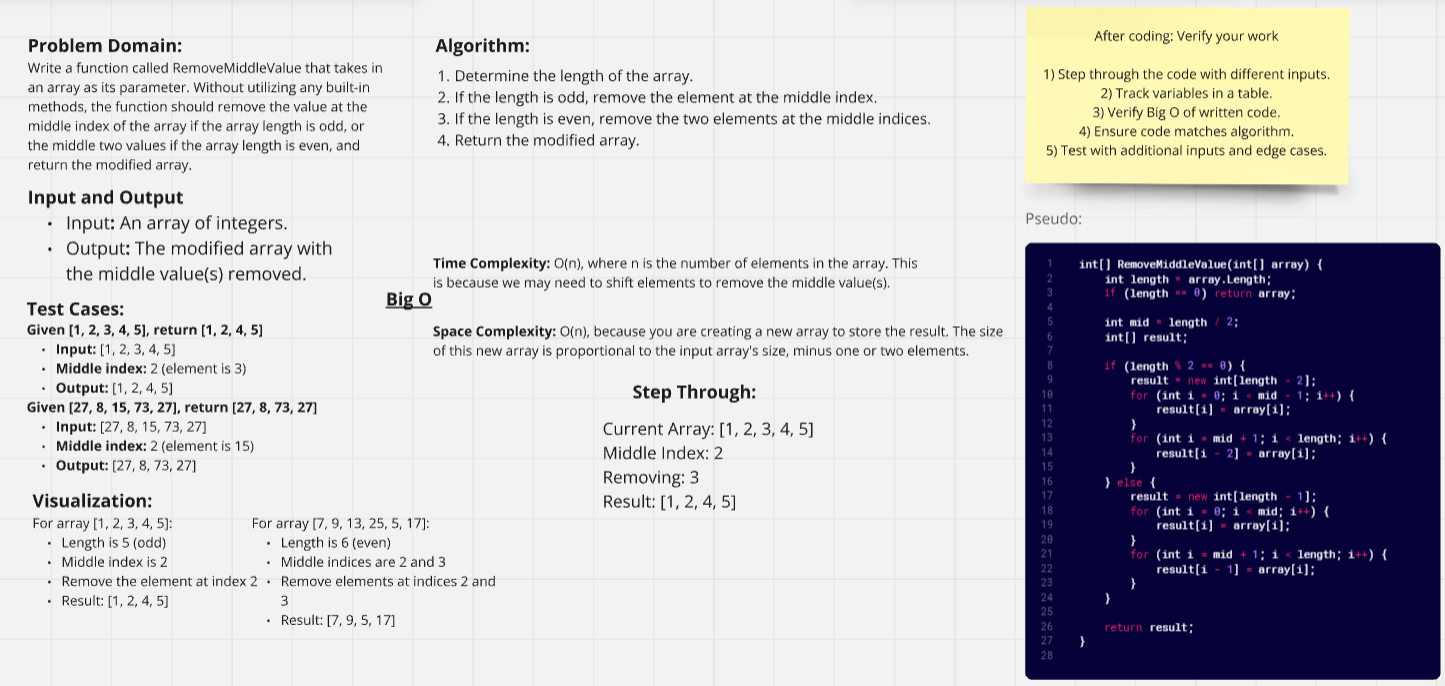 Problem Domain:
Write a function called RemoveMiddleValue that takes in
an array as its parameter. Without utilizing any built-in
methods, the function should remove the value at the
middle index of the array if the array length is odd, or
the middle two values if the array length is even, and
return the modified array.
Input and Output
• Input: An array of integers.
• Output: The modified array with
the middle value(s) removed.
Test Cases:
Given [1, 2, 3, 4, 5], return [1, 2, 4, 5]
• Input: [1, 2, 3, 4, 5]
• Middle index: 2 (element is 3)
• Output: [1, 2, 4, 5]
Given [27, 8, 15, 73, 27], return [27, 8, 73, 27]
• Input: [27, 8, 15, 73, 27]
• Middle index: 2 (element is 15)
• Output: [27, 8, 73, 27]
Visualization:
For array [1, 2, 3, 4, 5]:
• Length is 5 (odd)
• Middle index is 2
• Remove the element at index 2
• Result: [1, 2, 4, 5]
For array [7, 9, 13, 25, 5, 17]:
• Length is 6 (even)
• Middle indices are 2 and 3
• Remove elements at indices 2 and
3
• Result: [7, 9, 5, 17]
Algorithm:
1. Determine the length of the array.
2. If the length is odd, remove the element at the middle index.
3. If the length is even, remove the two elements at the middle indices.
4. Return the modified array.
Big O
Time Complexity: O(n), where n is the number of elements in the array. This
is because we may need to shift elements to remove the middle value(s).
Space Complexity: O(n), because you are creating a new array to store the result. The size
of this new array is proportional to the input array's size, minus one or two elements.
Step Through:
Current Array: [1, 2, 3, 4, 5]
Middle Index: 2
Removing: 3
Result: [1, 2, 4, 5]
After coding: Verify your work
1) Step through the code with different inputs.
2) Track variables in a table.
3) Verify Big O of written code.
4) Ensure code matches algorithm.
5) Test with additional inputs and edge cases.
Pseudo:
1 int[] RemoveMiddleValue(int[] array) {
2 int length = array.Length;
3 if (length == 0) return array;
4
5 int mid = length / 2;
6 int[] result;
7
8 if (length % 2 == 0) {
9 result = new int[length - 2];
10 for (int i = 0; i < mid - 1; i++) {
11 result[i] = array[i];
12 }
13 for (int i = mid + 1; i < length; i++) {
14 result[i - 2] = array[i];
15 }
16 } else {
17 result = new int[length - 1];
18 for (int i = 0; i < mid; i++) {
19 result[i] = array[i];
20 }
21 for (int i = mid + 1; i < length; i++) {
22 result[i - 1] = array[i];
23 }
24 }
25
26 return result;
27 }
28